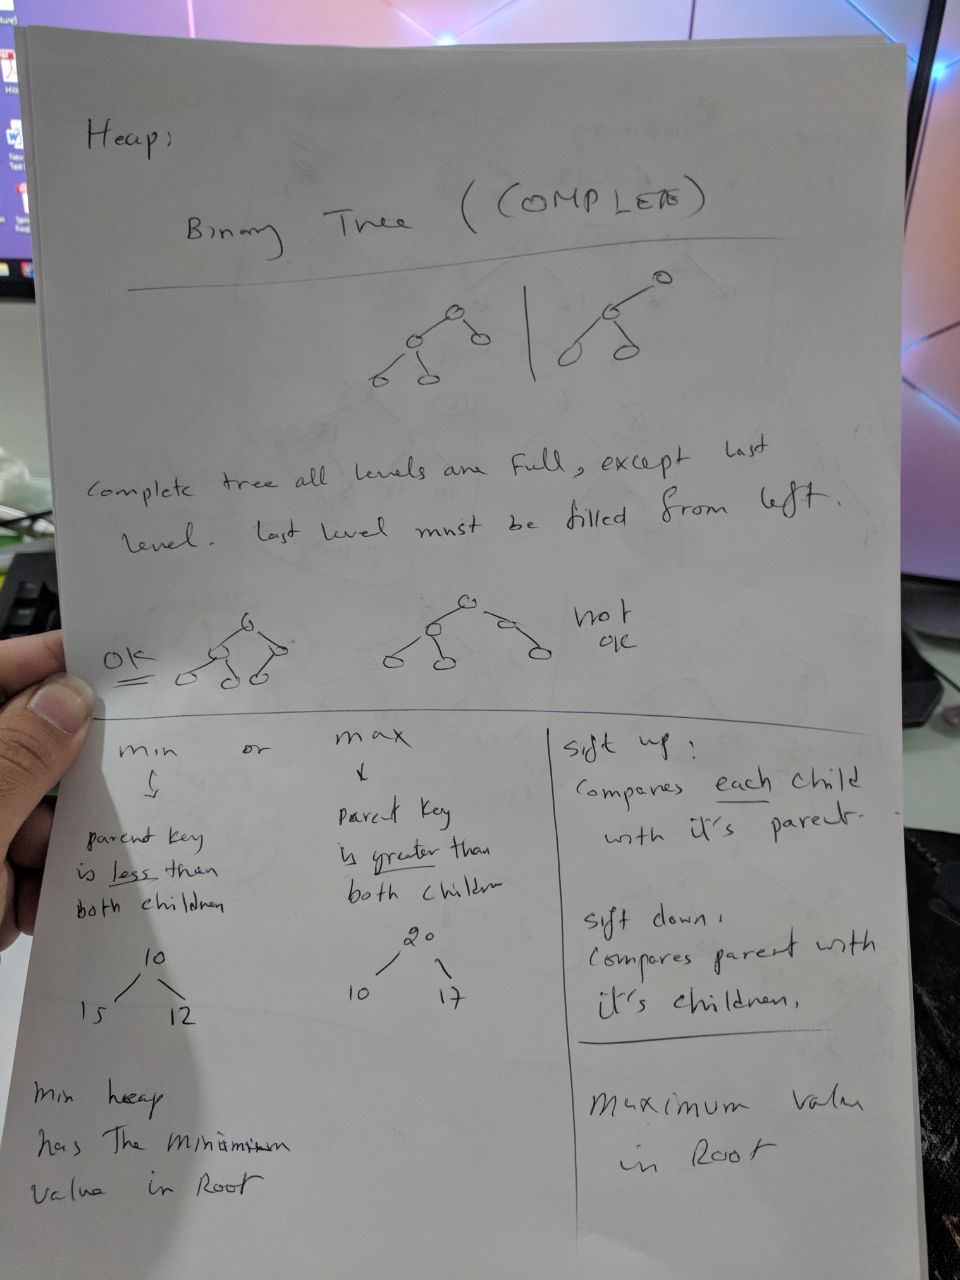 Heap:
Binary Tree ( COMPLETE )
Complete tree all levels are full, except last
level. last level must be filled from left.
OK
not
ok
min or max
parent key
is less than
both children
10
15 12
Parent key
is greater than
both children
20
10 17
sift up:
Compares each child
with it's parent.
sift down:
Compares parent with
it's children.
min heap
has The minimum
value in Root
maximum value
in Root